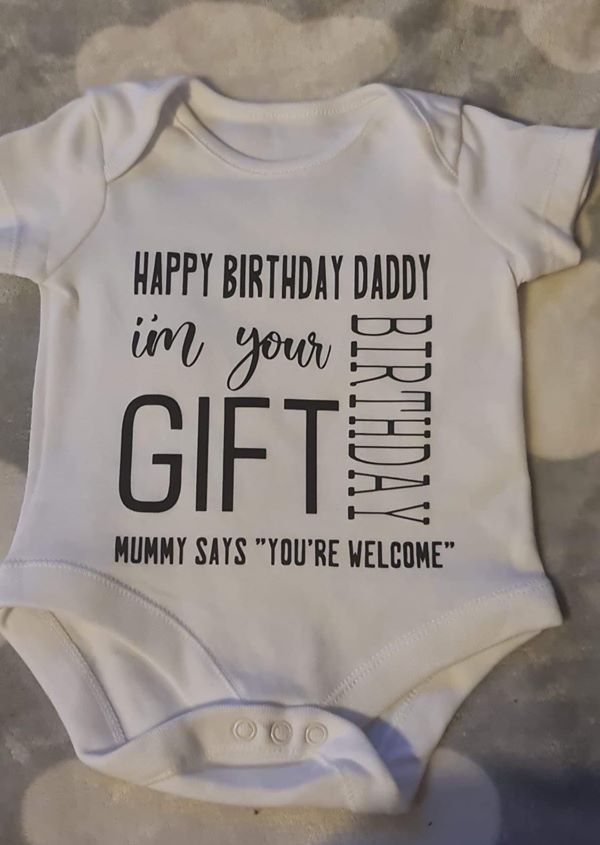 HAPPY BIRTHDAY DADDY
i'm your
GIFT
BIRTHDAY
MUMMY SAYS "YOU'RE WELCOME"